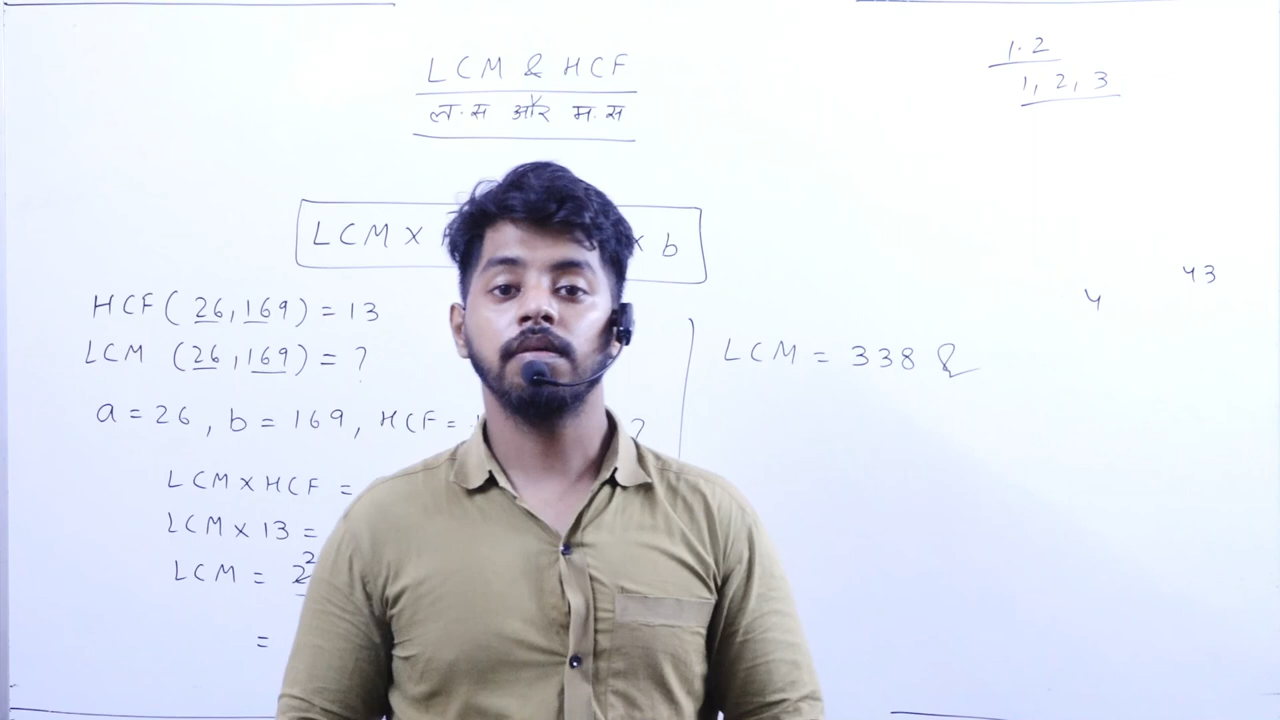 LCM & HCF
ल.स और म.स
1.2
1, 2, 3
LCM × × b
HCF ( 26, 169 ) = 13
LCM ( 26, 169 ) = ?
a = 26 , b = 169 , HCF = ?
LCM × HCF =
LCM × 13 =
LCM = 2
=
LCM = 338
43